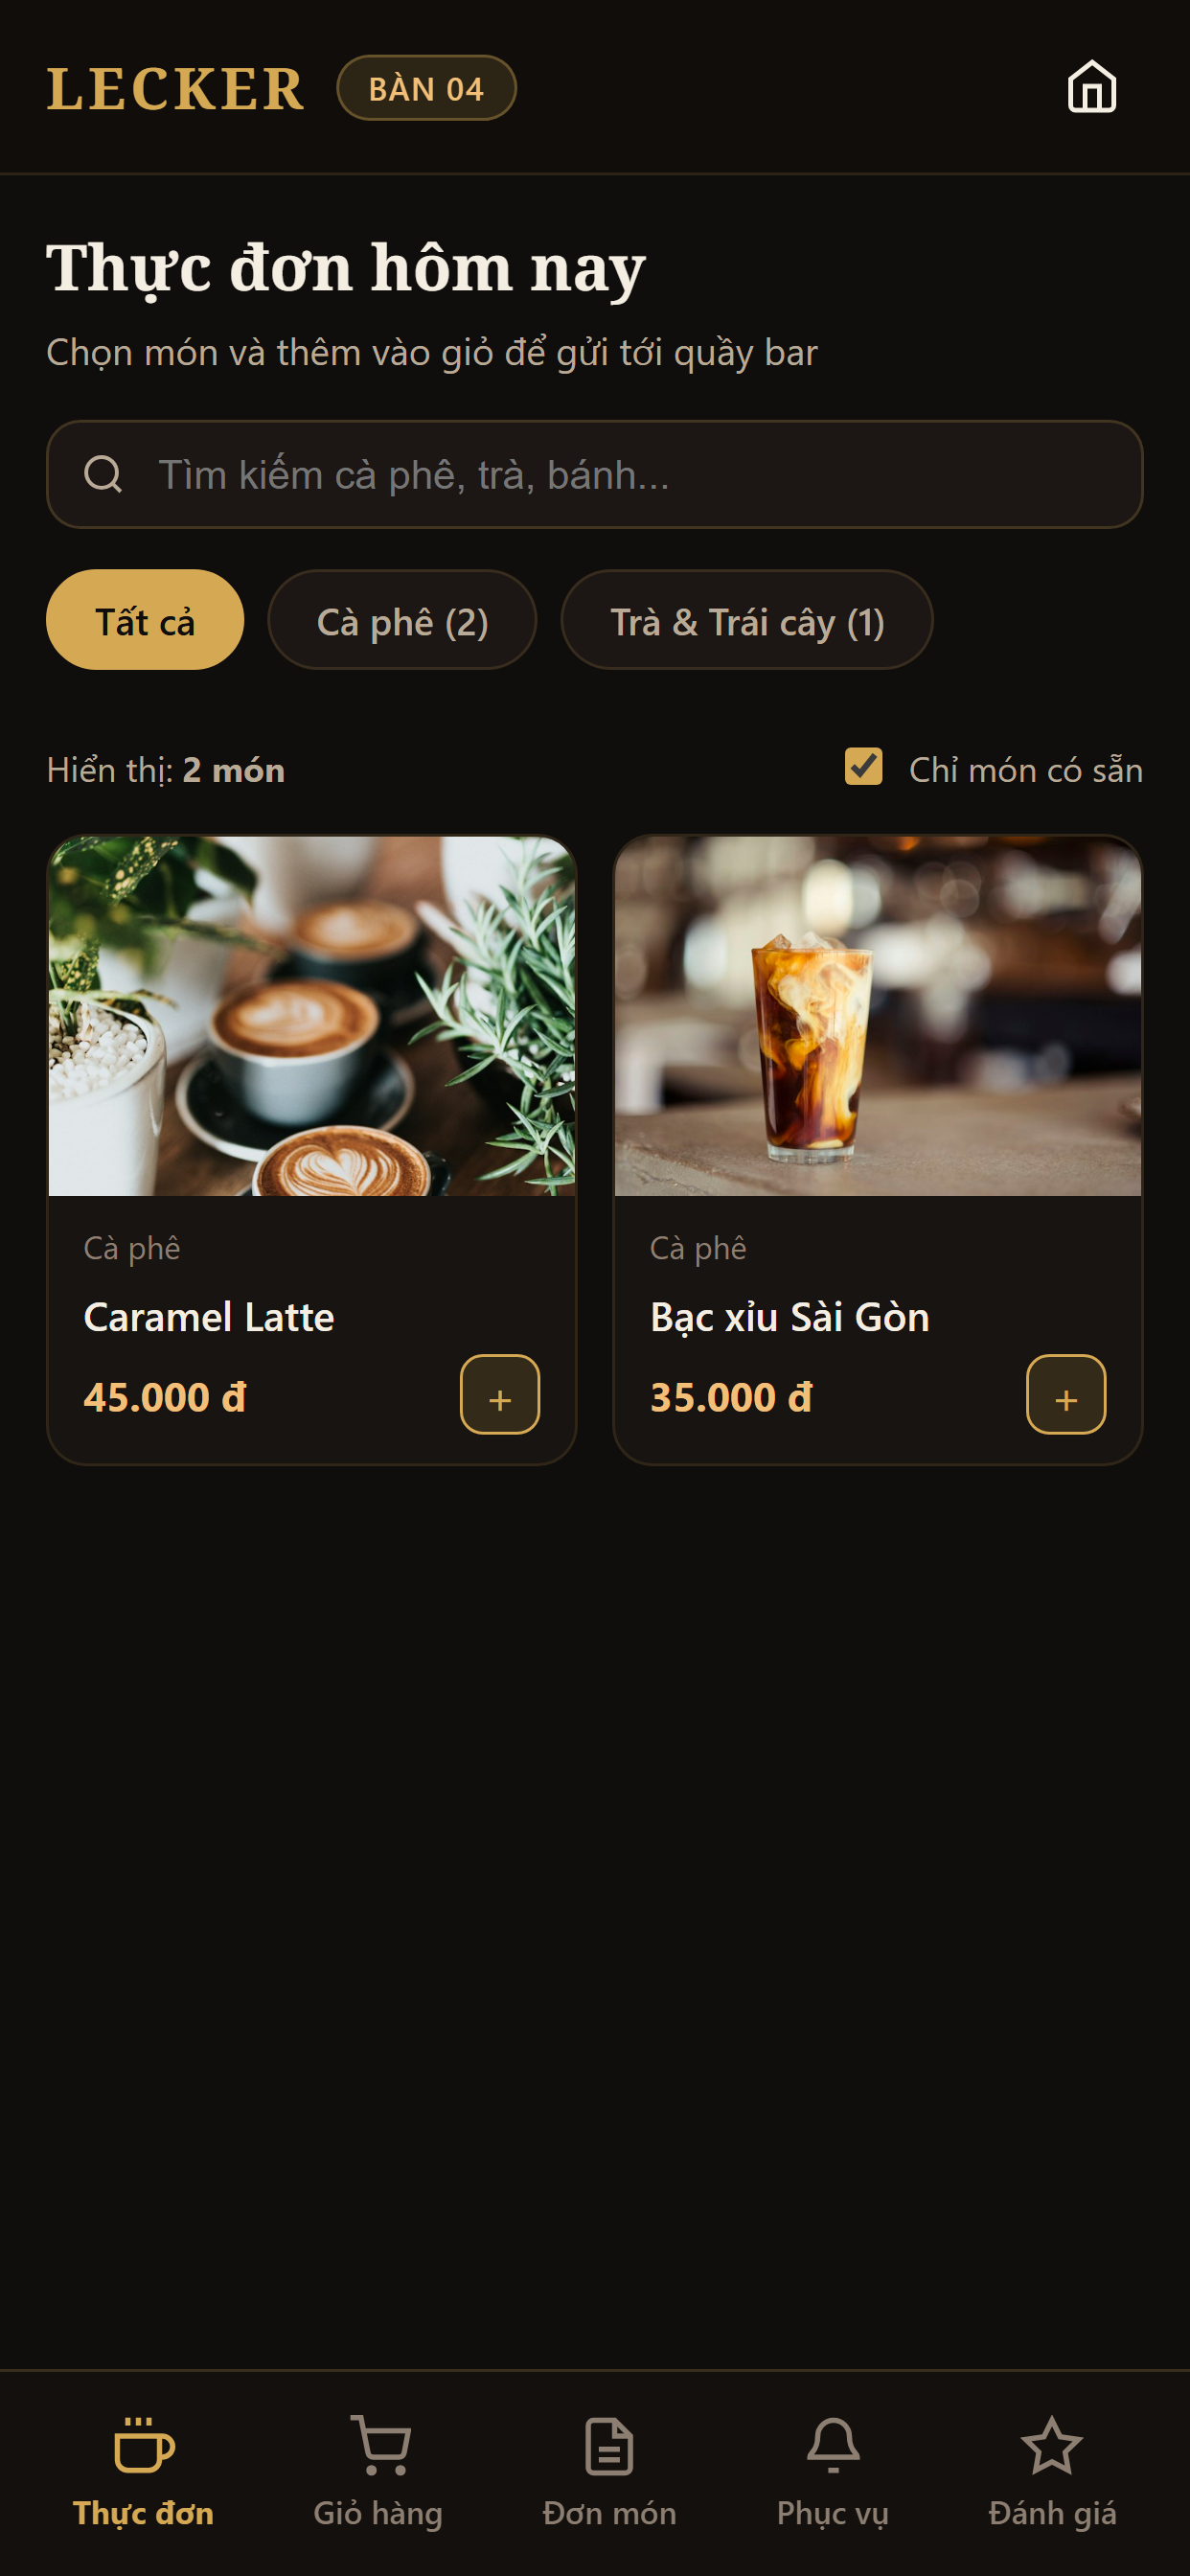 LECKER
BÀN 04
Thực đơn hôm nay
Chọn món và thêm vào giỏ để gửi tới quầy bar
Tìm kiếm cà phê, trà, bánh...
Tất cả
Cà phê (2)
Trà & Trái cây (1)
Hiển thị: 2 món
Chỉ món có sẵn
Cà phê
Caramel Latte
45.000 đ
+
Cà phê
Bạc xỉu Sài Gòn
35.000 đ
+
Thực đơn
Giỏ hàng
Đơn món
Phục vụ
Đánh giá